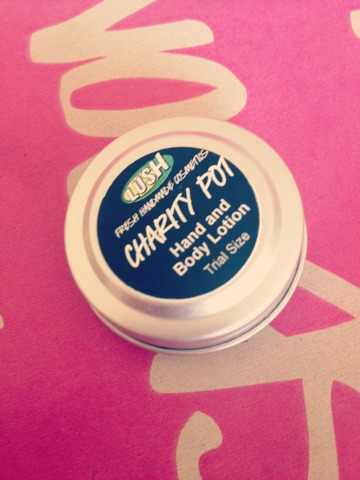 LUSH
FRESH HANDMADE COSMETICS
CHARITY POT
Hand and
Body Lotion
Trial Size